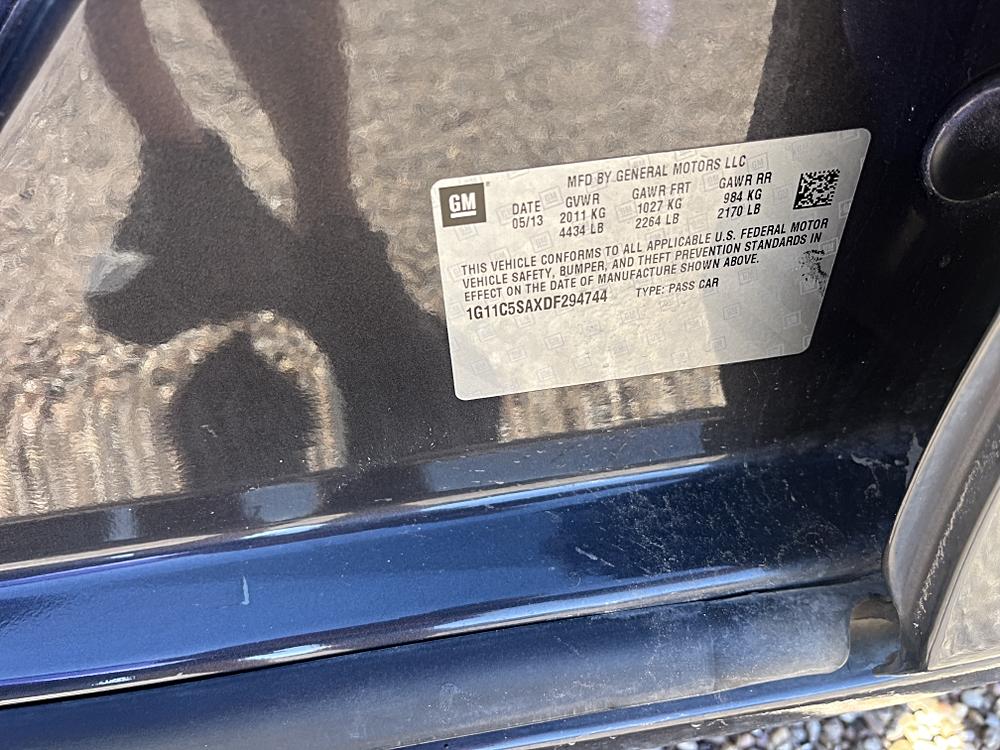 MFD BY GENERAL MOTORS LLC
GM
DATE GVWR GAWR FRT GAWR RR
05/13 2011 KG 1027 KG 984 KG
4434 LB 2264 LB 2170 LB
THIS VEHICLE CONFORMS TO ALL APPLICABLE U.S. FEDERAL MOTOR
VEHICLE SAFETY, BUMPER, AND THEFT PREVENTION STANDARDS IN
EFFECT ON THE DATE OF MANUFACTURE SHOWN ABOVE.
1G11C5SAXDF294744 TYPE: PASS CAR